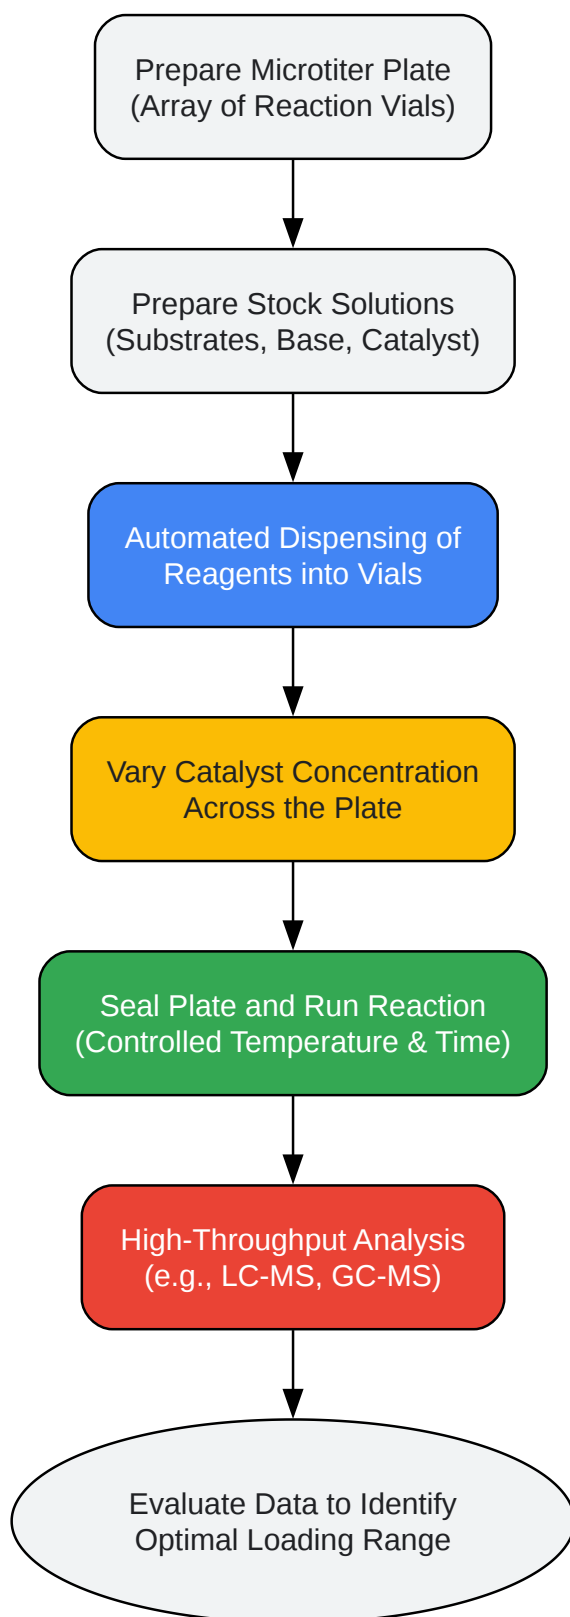 Prepare Microtiter Plate
(Array of Reaction Vials)
Prepare Stock Solutions
(Substrates, Base, Catalyst)
Automated Dispensing of
Reagents into Vials
Vary Catalyst Concentration
Across the Plate
Seal Plate and Run Reaction
(Controlled Temperature & Time)
High-Throughput Analysis
(e.g., LC-MS, GC-MS)
Evaluate Data to Identify
Optimal Loading Range